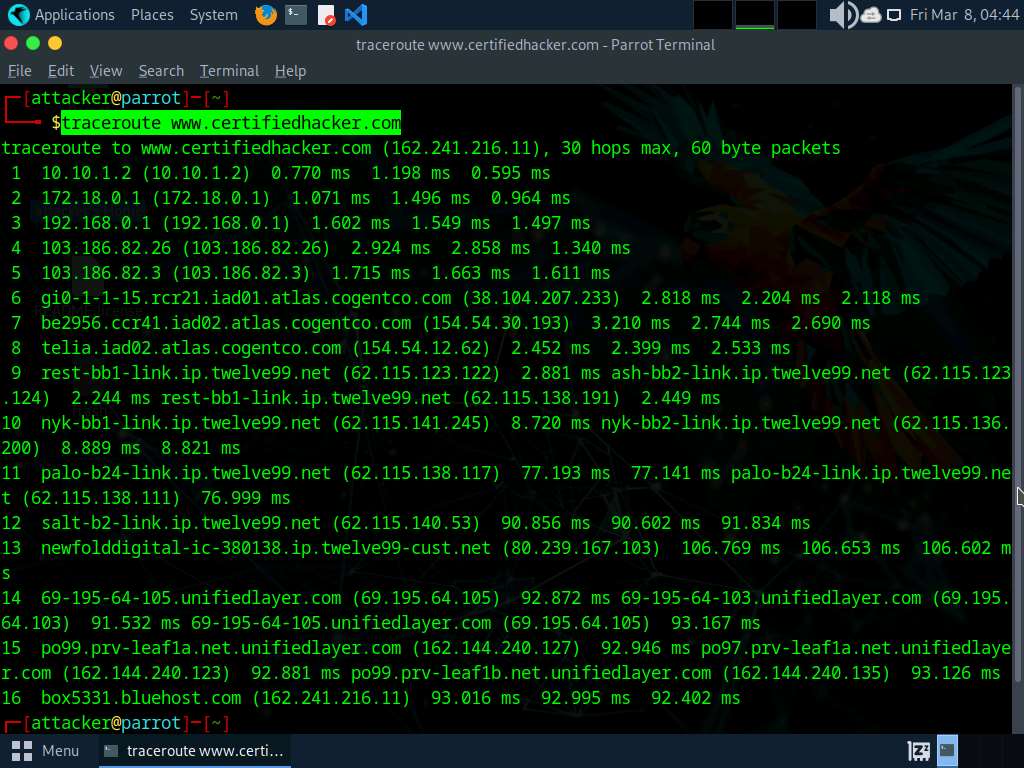 Applications Places System Fri Mar 8, 04:44
traceroute www.certifiedhacker.com - Parrot Terminal
File Edit View Search Terminal Help
[attacker@parrot]-[~]
$traceroute www.certifiedhacker.com
traceroute to www.certifiedhacker.com (162.241.216.11), 30 hops max, 60 byte packets
1 10.10.1.2 (10.10.1.2) 0.770 ms 1.198 ms 0.595 ms
2 172.18.0.1 (172.18.0.1) 1.071 ms 1.496 ms 0.964 ms
3 192.168.0.1 (192.168.0.1) 1.602 ms 1.549 ms 1.497 ms
4 103.186.82.26 (103.186.82.26) 2.924 ms 2.858 ms 1.340 ms
5 103.186.82.3 (103.186.82.3) 1.715 ms 1.663 ms 1.611 ms
6 gi0-1-1-15.rcr21.iad01.atlas.cogentco.com (38.104.207.233) 2.818 ms 2.204 ms 2.118 ms
7 be2956.ccr41.iad02.atlas.cogentco.com (154.54.30.193) 3.210 ms 2.744 ms 2.690 ms
8 telia.iad02.atlas.cogentco.com (154.54.12.62) 2.452 ms 2.399 ms 2.533 ms
9 rest-bb1-link.ip.twelve99.net (62.115.123.122) 2.881 ms ash-bb2-link.ip.twelve99.net (62.115.123
.124) 2.244 ms rest-bb1-link.ip.twelve99.net (62.115.138.191) 2.449 ms
10 nyk-bb1-link.ip.twelve99.net (62.115.141.245) 8.720 ms nyk-bb2-link.ip.twelve99.net (62.115.136.
200) 8.889 ms 8.821 ms
11 palo-b24-link.ip.twelve99.net (62.115.138.117) 77.193 ms 77.141 ms palo-b24-link.ip.twelve99.ne
t (62.115.138.111) 76.999 ms
12 salt-b2-link.ip.twelve99.net (62.115.140.53) 90.856 ms 90.602 ms 91.834 ms
13 newfolddigital-ic-380138.ip.twelve99-cust.net (80.239.167.103) 106.769 ms 106.653 ms 106.602 m
s
14 69-195-64-105.unifiedlayer.com (69.195.64.105) 92.872 ms 69-195-64-103.unifiedlayer.com (69.195.
64.103) 91.532 ms 69-195-64-105.unifiedlayer.com (69.195.64.105) 93.167 ms
15 po99.prv-leaf1a.net.unifiedlayer.com (162.144.240.127) 92.946 ms po97.prv-leaf1a.net.unifiedlaye
r.com (162.144.240.123) 92.881 ms po99.prv-leaf1b.net.unifiedlayer.com (162.144.240.135) 93.126 ms
16 box5331.bluehost.com (162.241.216.11) 93.016 ms 92.995 ms 92.402 ms
[attacker@parrot]-[~]
Menu traceroute www.certi...